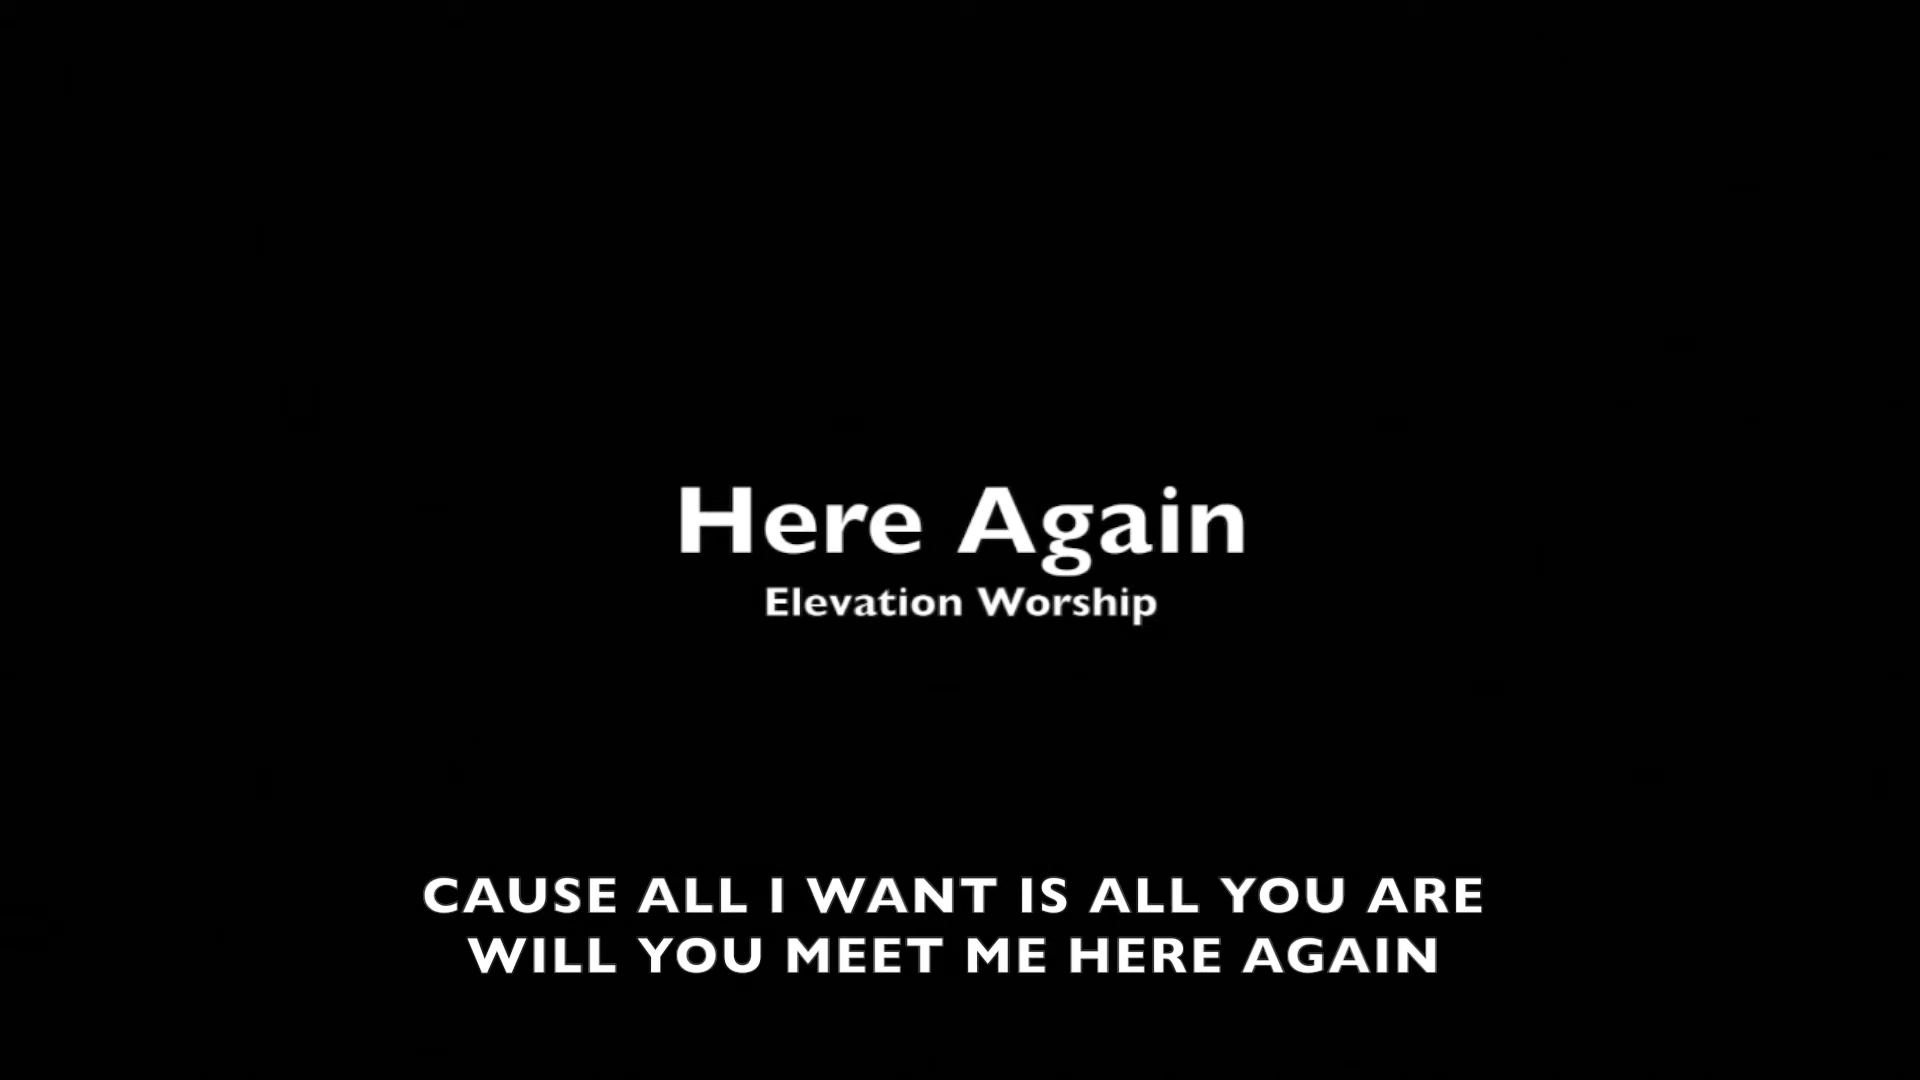 Here Again
Elevation Worship
CAUSE ALL I WANT IS ALL YOU ARE
WILL YOU MEET ME HERE AGAIN